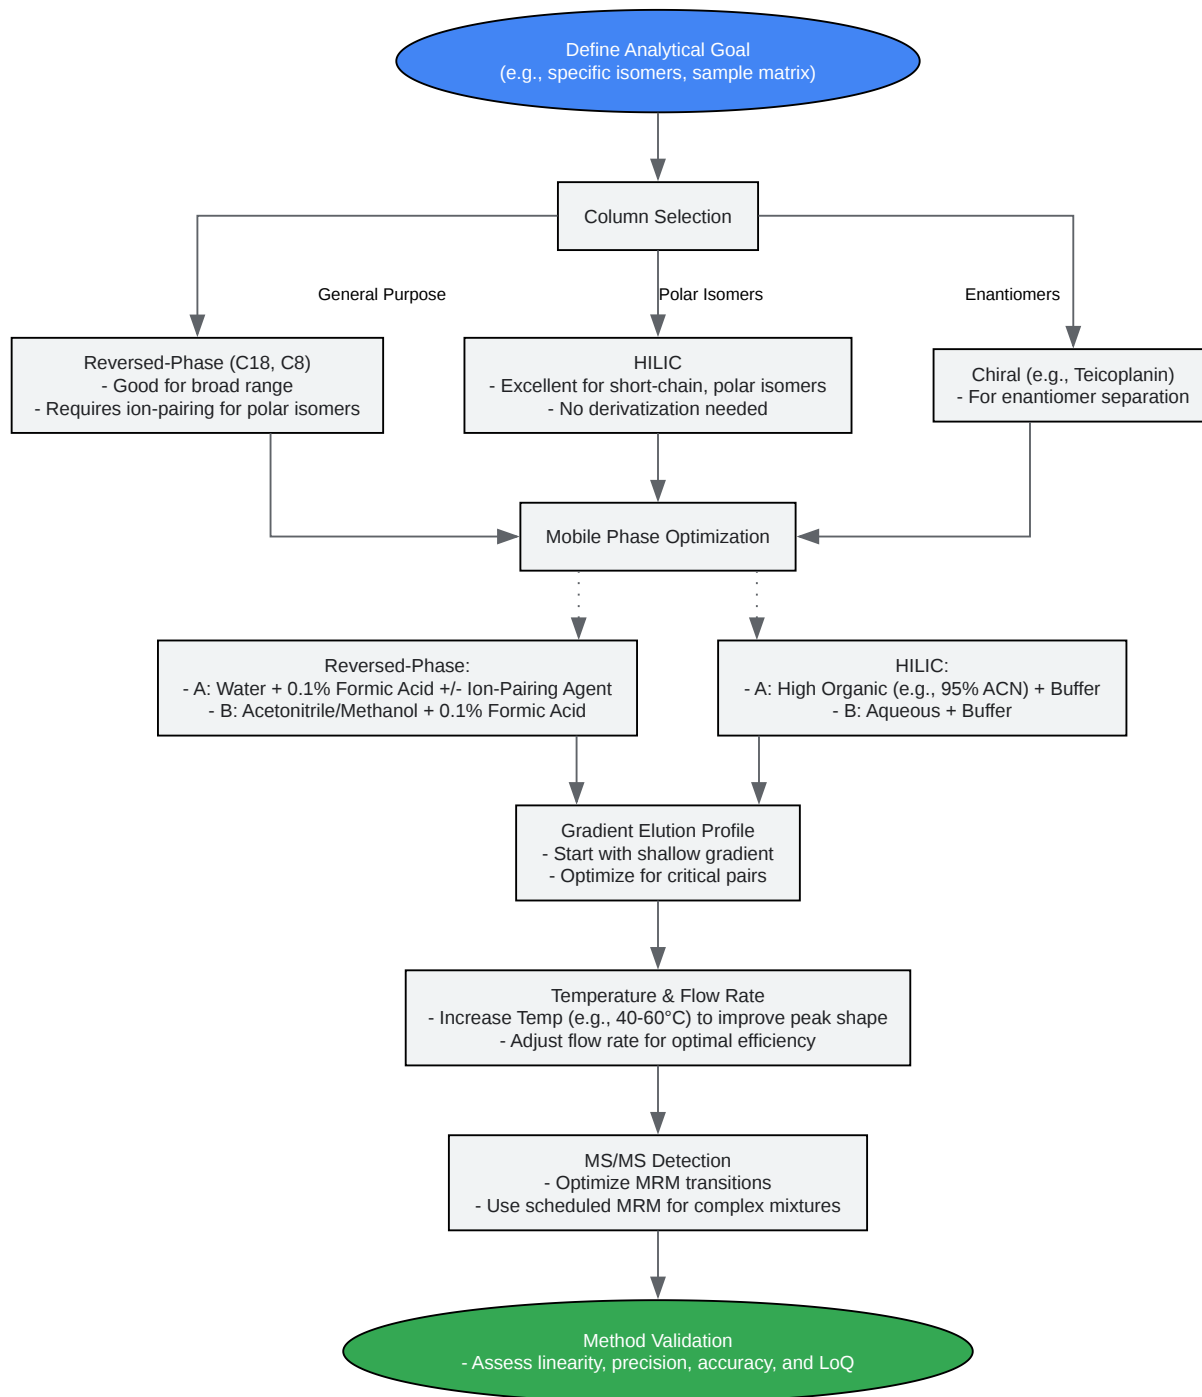 Define Analytical Goal
(e.g., specific isomers, sample matrix)
Column Selection
General Purpose
Polar Isomers
Enantiomers
Reversed-Phase (C18, C8)
- Good for broad range
- Requires ion-pairing for polar isomers
HILIC
- Excellent for short-chain, polar isomers
- No derivatization needed
Chiral (e.g., Teicoplanin)
- For enantiomer separation
Mobile Phase Optimization
Reversed-Phase:
- A: Water + 0.1% Formic Acid +/- Ion-Pairing Agent
- B: Acetonitrile/Methanol + 0.1% Formic Acid
HILIC:
- A: High Organic (e.g., 95% ACN) + Buffer
- B: Aqueous + Buffer
Gradient Elution Profile
- Start with shallow gradient
- Optimize for critical pairs
Temperature & Flow Rate
- Increase Temp (e.g., 40-60°C) to improve peak shape
- Adjust flow rate for optimal efficiency
MS/MS Detection
- Optimize MRM transitions
- Use scheduled MRM for complex mixtures
Method Validation
- Assess linearity, precision, accuracy, and LoQ